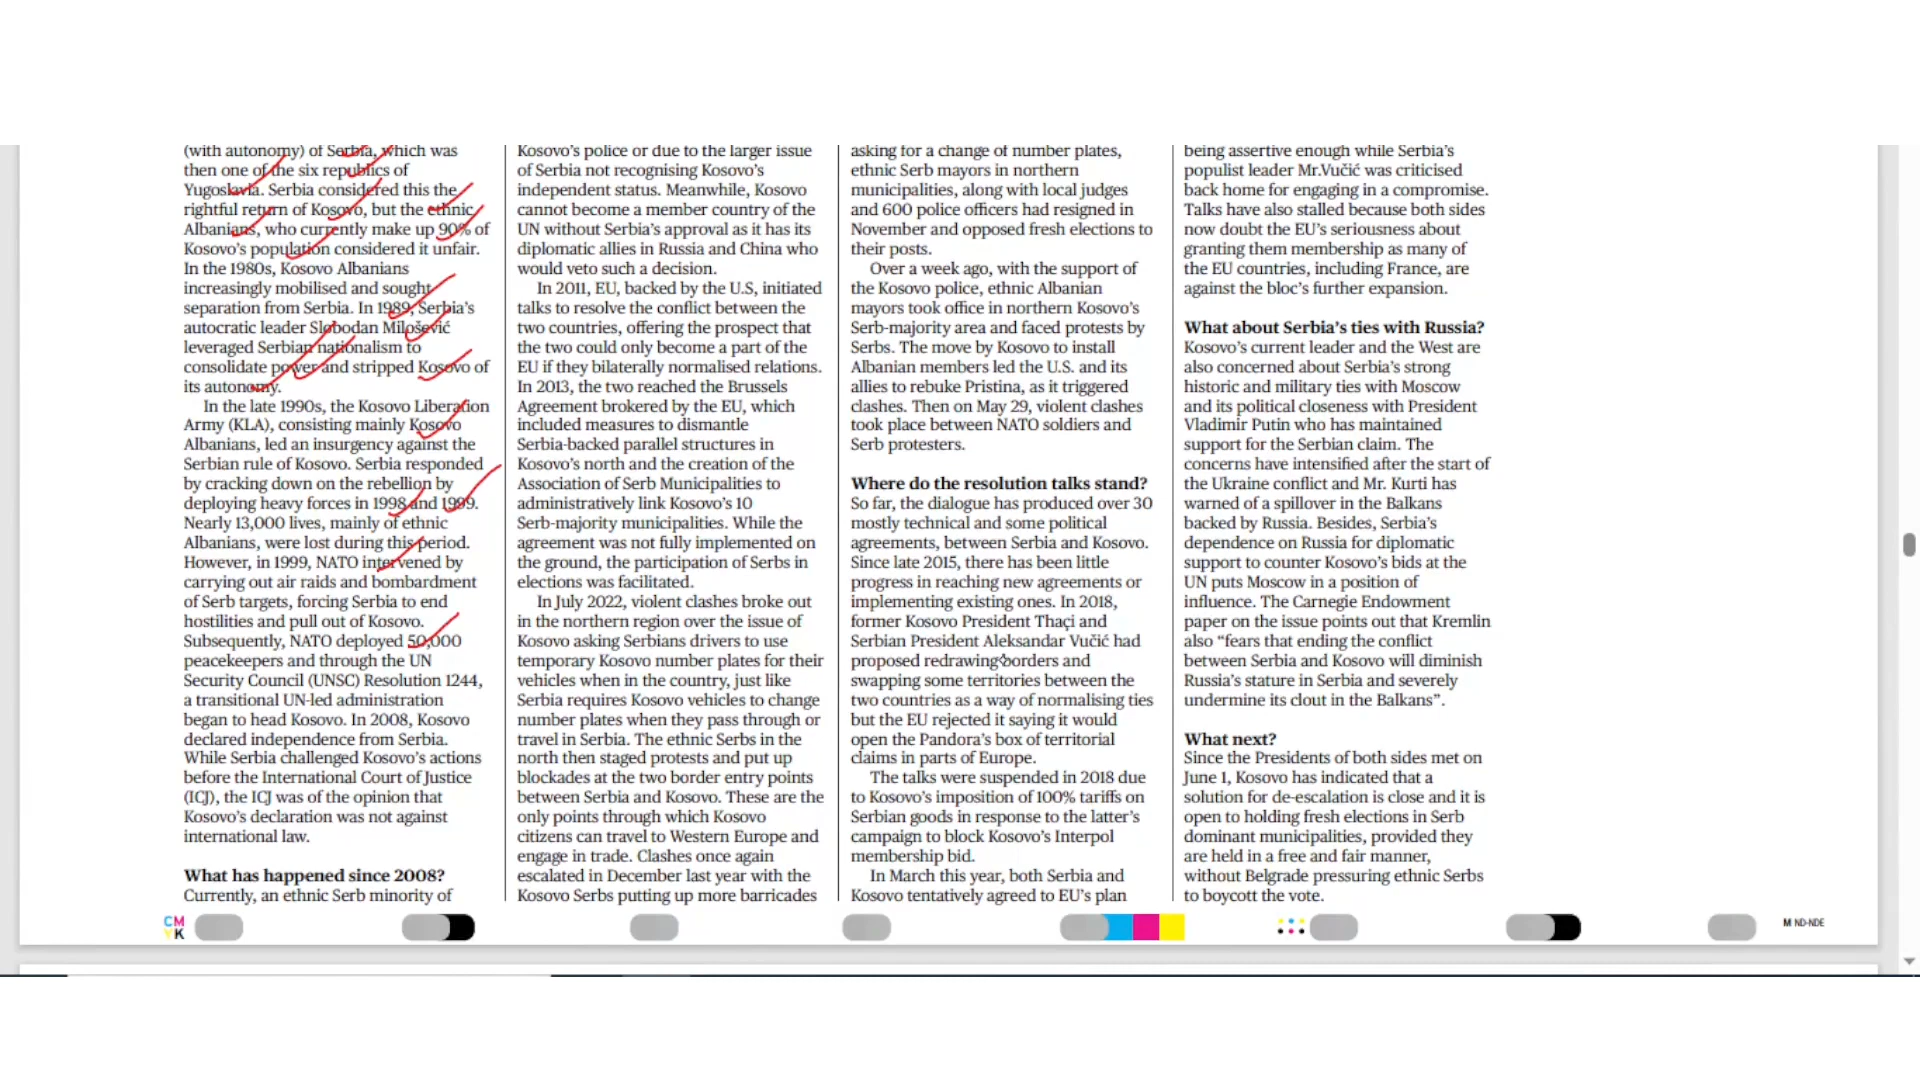 (with autonomy) of Serbia, which was
then one of the six republics of
Yugoslavia. Serbia considered this the
rightful return of Kosovo, but the ethnic
Albanians, who currently make up 90% of
Kosovo's population considered it unfair.
In the 1980s, Kosovo Albanians
increasingly mobilised and sought
separation from Serbia. In 1989, Serbia's
autocratic leader Slobodan Milošević
leveraged Serbian nationalism to
consolidate power and stripped Kosovo of
its autonomy.
In the late 1990s, the Kosovo Liberation
Army (KLA), consisting mainly Kosovo
Albanians, led an insurgency against the
Serbian rule of Kosovo. Serbia responded
by cracking down on the rebellion by
deploying heavy forces in 1998 and 1999.
Nearly 13,000 lives, mainly of ethnic
Albanians, were lost during this period.
However, in 1999, NATO intervened by
carrying out air raids and bombardment
of Serb targets, forcing Serbia to end
hostilities and pull out of Kosovo.
Subsequently, NATO deployed 50,000
peacekeepers and through the UN
Security Council (UNSC) Resolution 1244,
a transitional UN-led administration
began to head Kosovo. In 2008, Kosovo
declared independence from Serbia.
While Serbia challenged Kosovo's actions
before the International Court of Justice
(ICJ), the ICJ was of the opinion that
Kosovo's declaration was not against
international law.
What has happened since 2008?
Currently, an ethnic Serb minority of
Kosovo's police or due to the larger issue
of Serbia not recognising Kosovo's
independent status. Meanwhile, Kosovo
cannot become a member country of the
UN without Serbia's approval as it has its
diplomatic allies in Russia and China who
would veto such a decision.
In 2011, EU, backed by the U.S, initiated
talks to resolve the conflict between the
two countries, offering the prospect that
the two could only become a part of the
EU if they bilaterally normalised relations.
In 2013, the two reached the Brussels
Agreement brokered by the EU, which
included measures to dismantle
Serbia-backed parallel structures in
Kosovo's north and the creation of the
Association of Serb Municipalities to
administratively link Kosovo's 10
Serb-majority municipalities. While the
agreement was not fully implemented on
the ground, the participation of Serbs in
elections was facilitated.
In July 2022, violent clashes broke out
in the northern region over the issue of
Kosovo asking Serbians drivers to use
temporary Kosovo number plates for their
vehicles when in the country, just like
Serbia requires Kosovo vehicles to change
number plates when they pass through or
travel in Serbia. The ethnic Serbs in the
north then staged protests and put up
blockades at the two border entry points
between Serbia and Kosovo. These are the
only points through which Kosovo
citizens can travel to Western Europe and
engage in trade. Clashes once again
escalated in December last year with the
Kosovo Serbs putting up more barricades
asking for a change of number plates,
ethnic Serb mayors in northern
municipalities, along with local judges
and 600 police officers had resigned in
November and opposed fresh elections to
their posts.
Over a week ago, with the support of
the Kosovo police, ethnic Albanian
mayors took office in northern Kosovo's
Serb-majority area and faced protests by
Serbs. The move by Kosovo to install
Albanian members led the U.S. and its
allies to rebuke Pristina, as it triggered
clashes. Then on May 29, violent clashes
took place between NATO soldiers and
Serb protesters.
Where do the resolution talks stand?
So far, the dialogue has produced over 30
mostly technical and some political
agreements, between Serbia and Kosovo.
Since late 2015, there has been little
progress in reaching new agreements or
implementing existing ones. In 2018,
former Kosovo President Thaçi and
Serbian President Aleksandar Vučić had
proposed redrawing borders and
swapping some territories between the
two countries as a way of normalising ties
but the EU rejected it saying it would
open the Pandora's box of territorial
claims in parts of Europe.
The talks were suspended in 2018 due
to Kosovo's imposition of 100% tariffs on
Serbian goods in response to the latter's
campaign to block Kosovo's Interpol
membership bid.
In March this year, both Serbia and
Kosovo tentatively agreed to EU's plan
being assertive enough while Serbia's
populist leader Mr.Vučić was criticised
back home for engaging in a compromise.
Talks have also stalled because both sides
now doubt the EU's seriousness about
granting them membership as many of
the EU countries, including France, are
against the bloc's further expansion.
What about Serbia's ties with Russia?
Kosovo's current leader and the West are
also concerned about Serbia's strong
historic and military ties with Moscow
and its political closeness with President
Vladimir Putin who has maintained
support for the Serbian claim. The
concerns have intensified after the start of
the Ukraine conflict and Mr. Kurti has
warned of a spillover in the Balkans
backed by Russia. Besides, Serbia's
dependence on Russia for diplomatic
support to counter Kosovo's bids at the
UN puts Moscow in a position of
influence. The Carnegie Endowment
paper on the issue points out that Kremlin
also “fears that ending the conflict
between Serbia and Kosovo will diminish
Russia's stature in Serbia and severely
undermine its clout in the Balkans”.
What next?
Since the Presidents of both sides met on
June 1, Kosovo has indicated that a
solution for de-escalation is close and it is
open to holding fresh elections in Serb
dominant municipalities, provided they
are held in a free and fair manner,
without Belgrade pressuring ethnic Serbs
to boycott the vote.
CM
YK
M ND-NDE